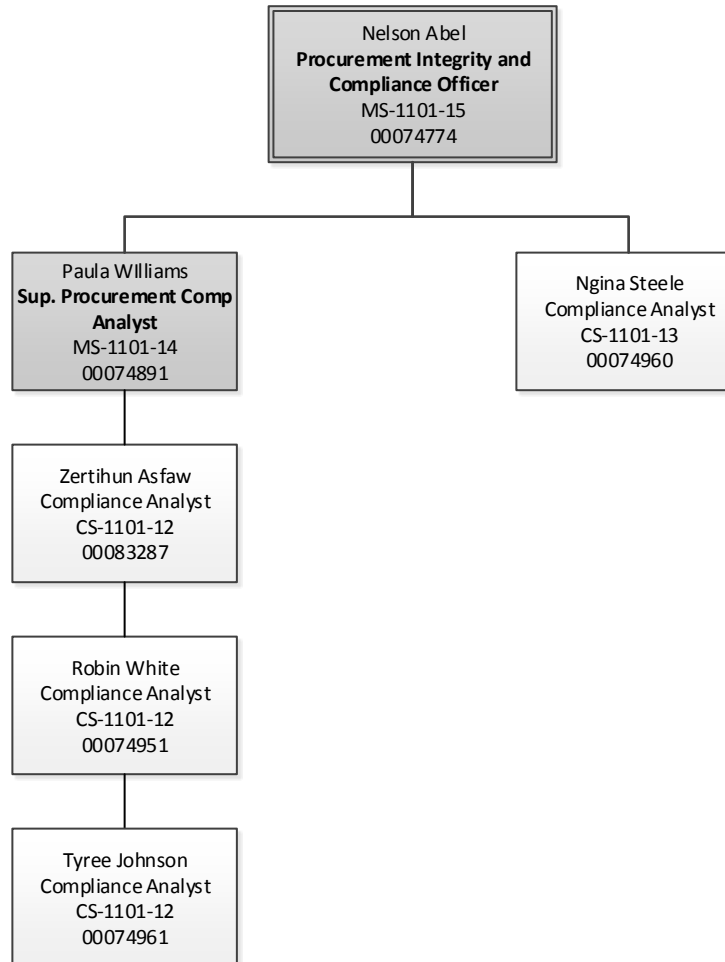 Nelson Abel
Procurement Integrity and
Compliance Officer
MS-1101-15
00074774
Paula WIlliams
Sup. Procurement Comp
Analyst
MS-1101-14
00074891
Ngina Steele
Compliance Analyst
CS-1101-13
00074960
Zertihun Asfaw
Compliance Analyst
CS-1101-12
00083287
Robin White
Compliance Analyst
CS-1101-12
00074951
Tyree Johnson
Compliance Analyst
CS-1101-12
00074961